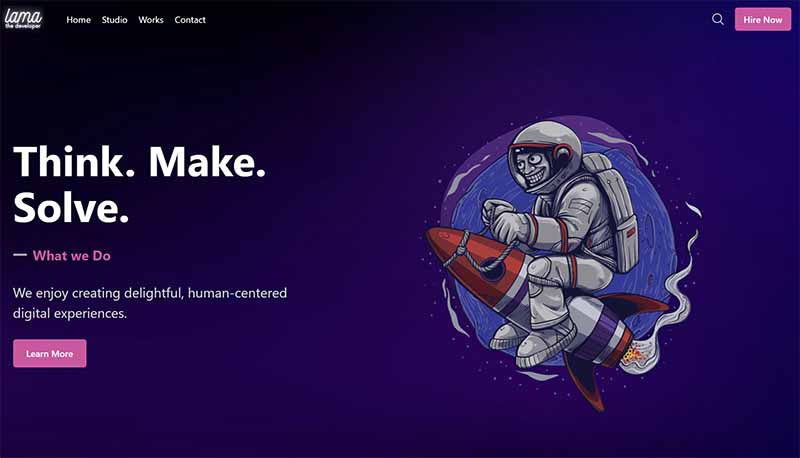 lama
the developer
Home Studio Works Contact
Hire Now
Think. Make.
Solve.
What we Do
We enjoy creating delightful, human-centered
digital experiences.
Learn More